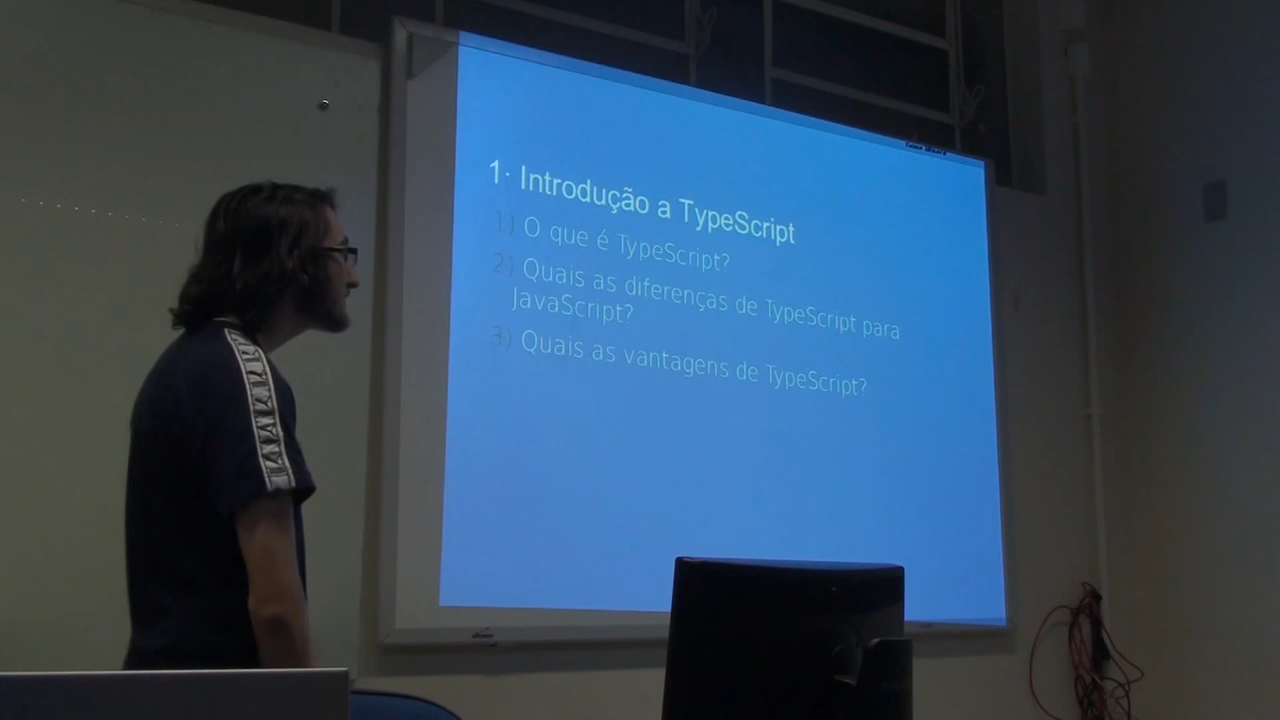 1. Introdução a TypeScript
1) O que é TypeScript?
2) Quais as diferenças de TypeScript para
JavaScript?
3) Quais as vantagens de TypeScript?